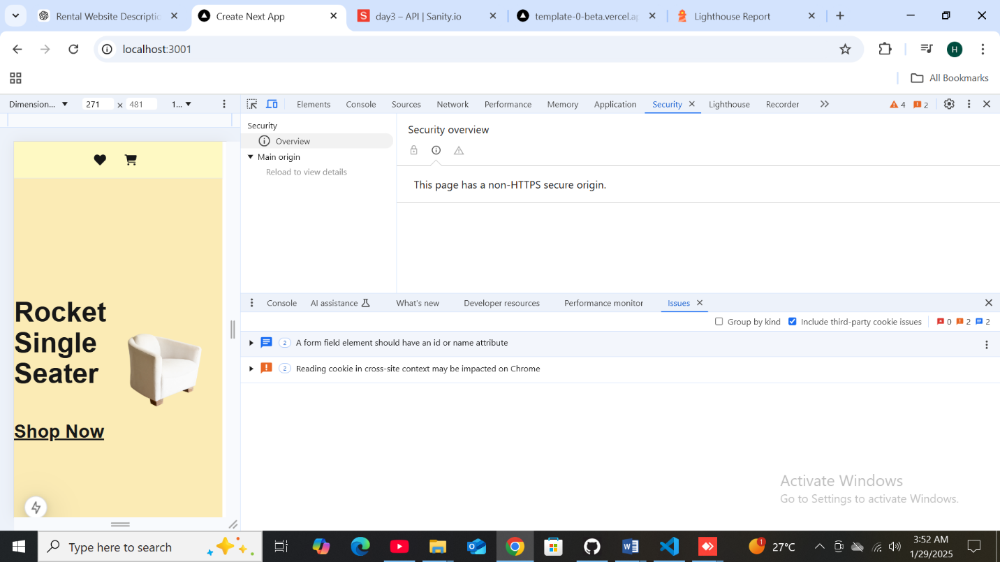 Rental Website Descriptio
Create Next App
day3 – API | Sanity.io
template-0-beta.vercel.ap
Lighthouse Report
localhost:3001
H
All Bookmarks
Dimension... 271 × 481 1...
Elements Console Sources Network Performance Memory Application Security Lighthouse Recorder 4 2
Security
Overview
Main origin
Reload to view details
Security overview
This page has a non-HTTPS secure origin.
Rocket
Single
Seater
Shop Now
Console AI assistance What's new Developer resources Performance monitor Issues
Group by kind Include third-party cookie issues 0 2 2
2 A form field element should have an id or name attribute
2 Reading cookie in cross-site context may be impacted on Chrome
Activate Windows
Go to Settings to activate Windows.
Type here to search
1 27°C
3:52 AM
1/29/2025